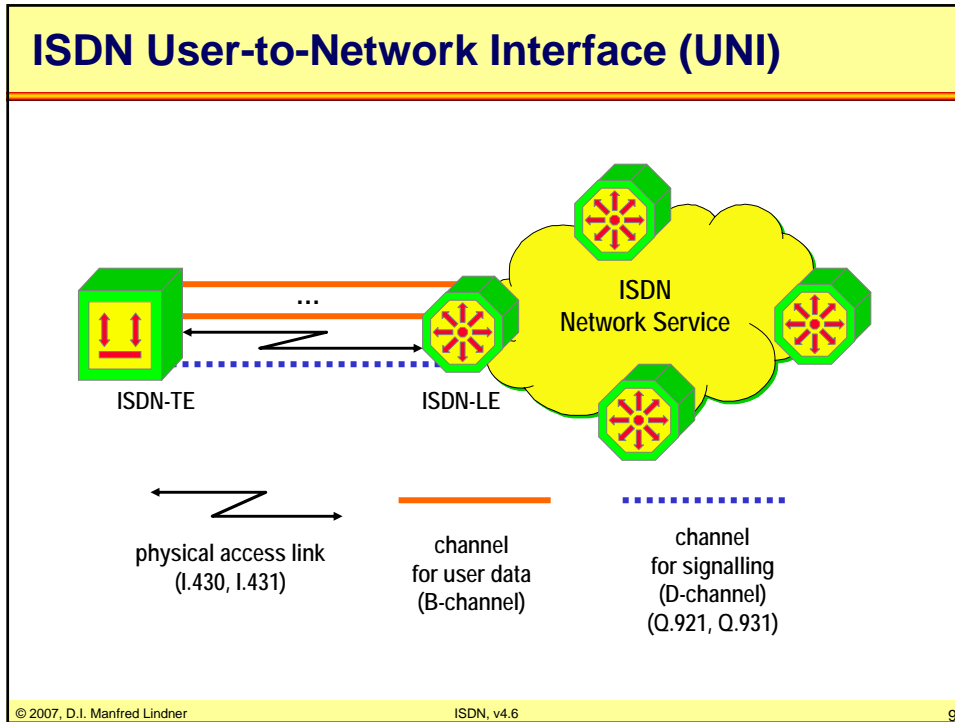 ISDN User-to-Network Interface (UNI)
...
ISDN
Network Service
ISDN-TE
ISDN-LE
physical access link
(I.430, I.431)
channel
for user data
(B-channel)
channel
for signalling
(D-channel)
(Q.921, Q.931)
© 2007, D.I. Manfred Lindner
ISDN, v4.6
9